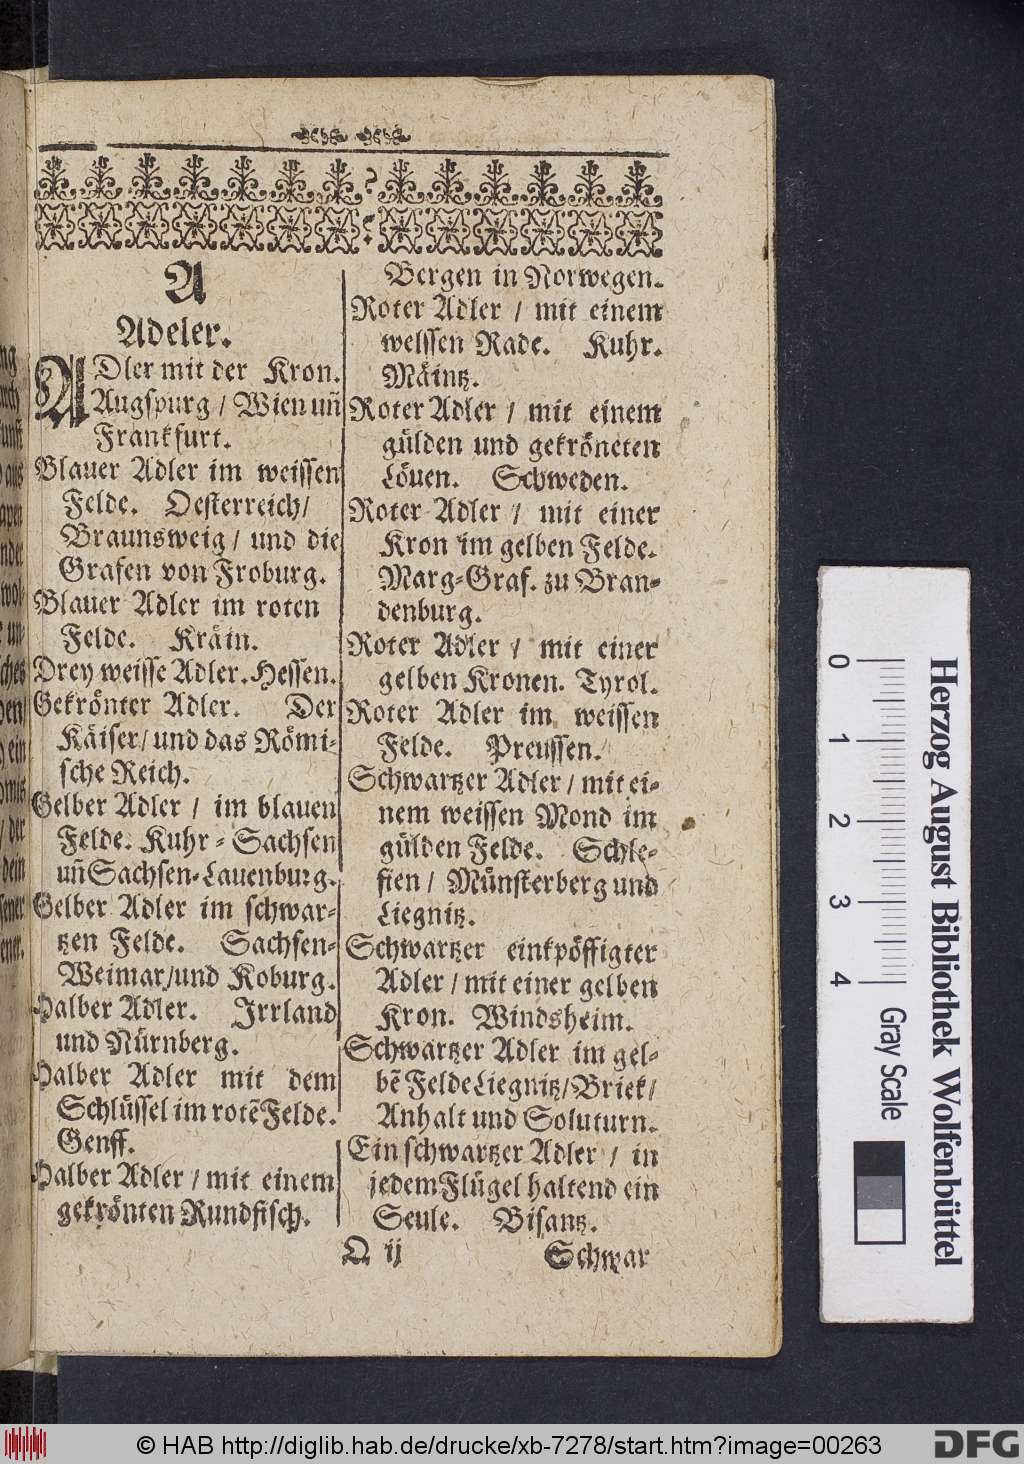 A
Adeler.
ADler mit der Kron.
Augspurg / Wien uñ
Franckfurt.
Blauer Adler im weissen
Felde. Oesterreich/
Braunsweig / und die
Grafen von Froburg.
Blauer Adler im roten
Felde. Kräin.
Drey weisse Adler. Hessen.
Gekrönter Adler. Der
Käiser/ und das Römi-
sche Reich.
Gelber Adler / im blauen
Felde. Kuhr-Sachsen
uñ Sachsen-Lauenburg.
Gelber Adler im schwar-
tzen Felde. Sachsen-
Weimar/und Koburg.
Halber Adler. Irrland
und Nürnberg.
Halber Adler mit dem
Schlüssel im rotẽ Felde.
Genff.
Halber Adler / mit einem
gekrönten Rundfisch.
Bergen in Norwegen.
Roter Adler / mit einem
weissen Rade. Kuhr.
Mäintz.
Roter Adler / mit einem
gülden und gekröneten
Löuen. Schweden.
Roter Adler / mit einer
Kron im gelben Felde.
Marg-Graf. zu Bran-
denburg.
Roter Adler / mit einer
gelben Kronen. Tyrol.
Roter Adler im weissen
Felde. Preussen.
Schwartzer Adler / mit ei-
nem weissen Mond im
gülden Felde. Schle-
sien / Münsterberg und
Liegnitz.
Schwartzer einköpffigter
Adler / mit einer gelben
Kron. Windsheim.
Schwartzer Adler im gel-
bẽ Felde Liegnitz/Briek/
Anhalt und Soluturn.
Ein schwartzer Adler / in
jedem Flügel haltend ein
Seule. Bisantz.
Q ij
Schwar
0 1 2 3 4
Gray Scale
Herzog August Bibliothek Wolfenbüttel
© HAB http://diglib.hab.de/drucke/xb-7278/start.htm?image=00263
DFG